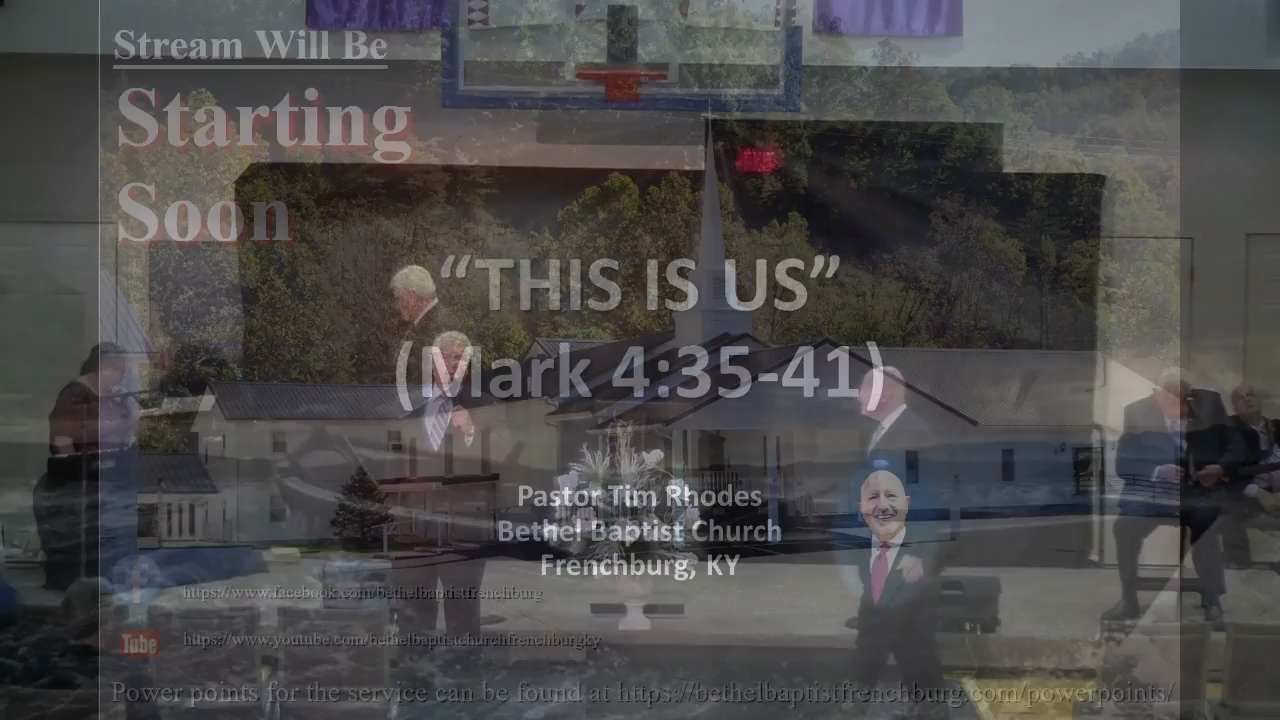 Stream Will Be
Starting
Soon
“THIS IS US”
(Mark 4:35-41)
Pastor Tim Rhodes
Bethel Baptist Church
Frenchburg, KY
https://www.facebook.com/bethelbaptistfrenchburg
Tube
https://www.youtube.com/bethelbaptistchurchfrenchburgky
Power points for the service can be found at https://bethelbaptistfrenchburg.com/powerpoints/